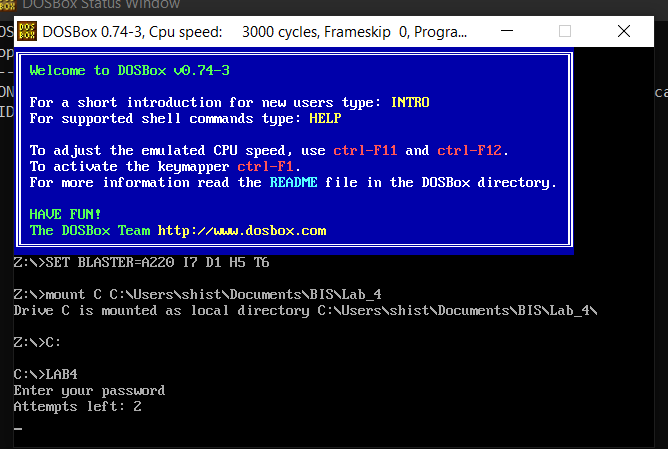 DOSBox Status Window
DOSBox 0.74-3, Cpu speed: 3000 cycles, Frameskip 0, Progra...
Welcome to DOSBox v0.74-3
For a short introduction for new users type: INTRO
For supported shell commands type: HELP
To adjust the emulated CPU speed, use ctrl-F11 and ctrl-F12.
To activate the keymapper ctrl-F1.
For more information read the README file in the DOSBox directory.
HAVE FUN!
The DOSBox Team http://www.dosbox.com
Z:\>SET BLASTER=A220 I7 D1 H5 T6
Z:\>mount C C:\Users\shist\Documents\BIS\Lab_4
Drive C is mounted as local directory C:\Users\shist\Documents\BIS\Lab_4\
Z:\>C:
C:\>LAB4
Enter your password
Attempts left: 2
_